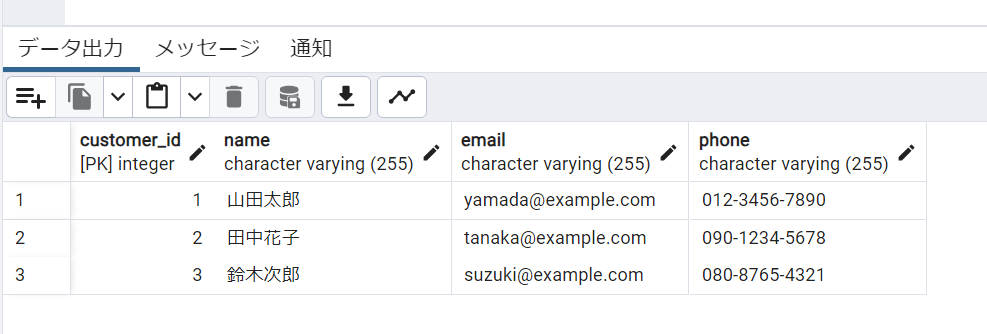 データ出力 メッセージ 通知
customer_id name email phone
[PK] integer character varying (255) character varying (255) character varying (255)
1 1 山田太郎 yamada@example.com 012-3456-7890
2 2 田中花子 tanaka@example.com 090-1234-5678
3 3 鈴木次郎 suzuki@example.com 080-8765-4321